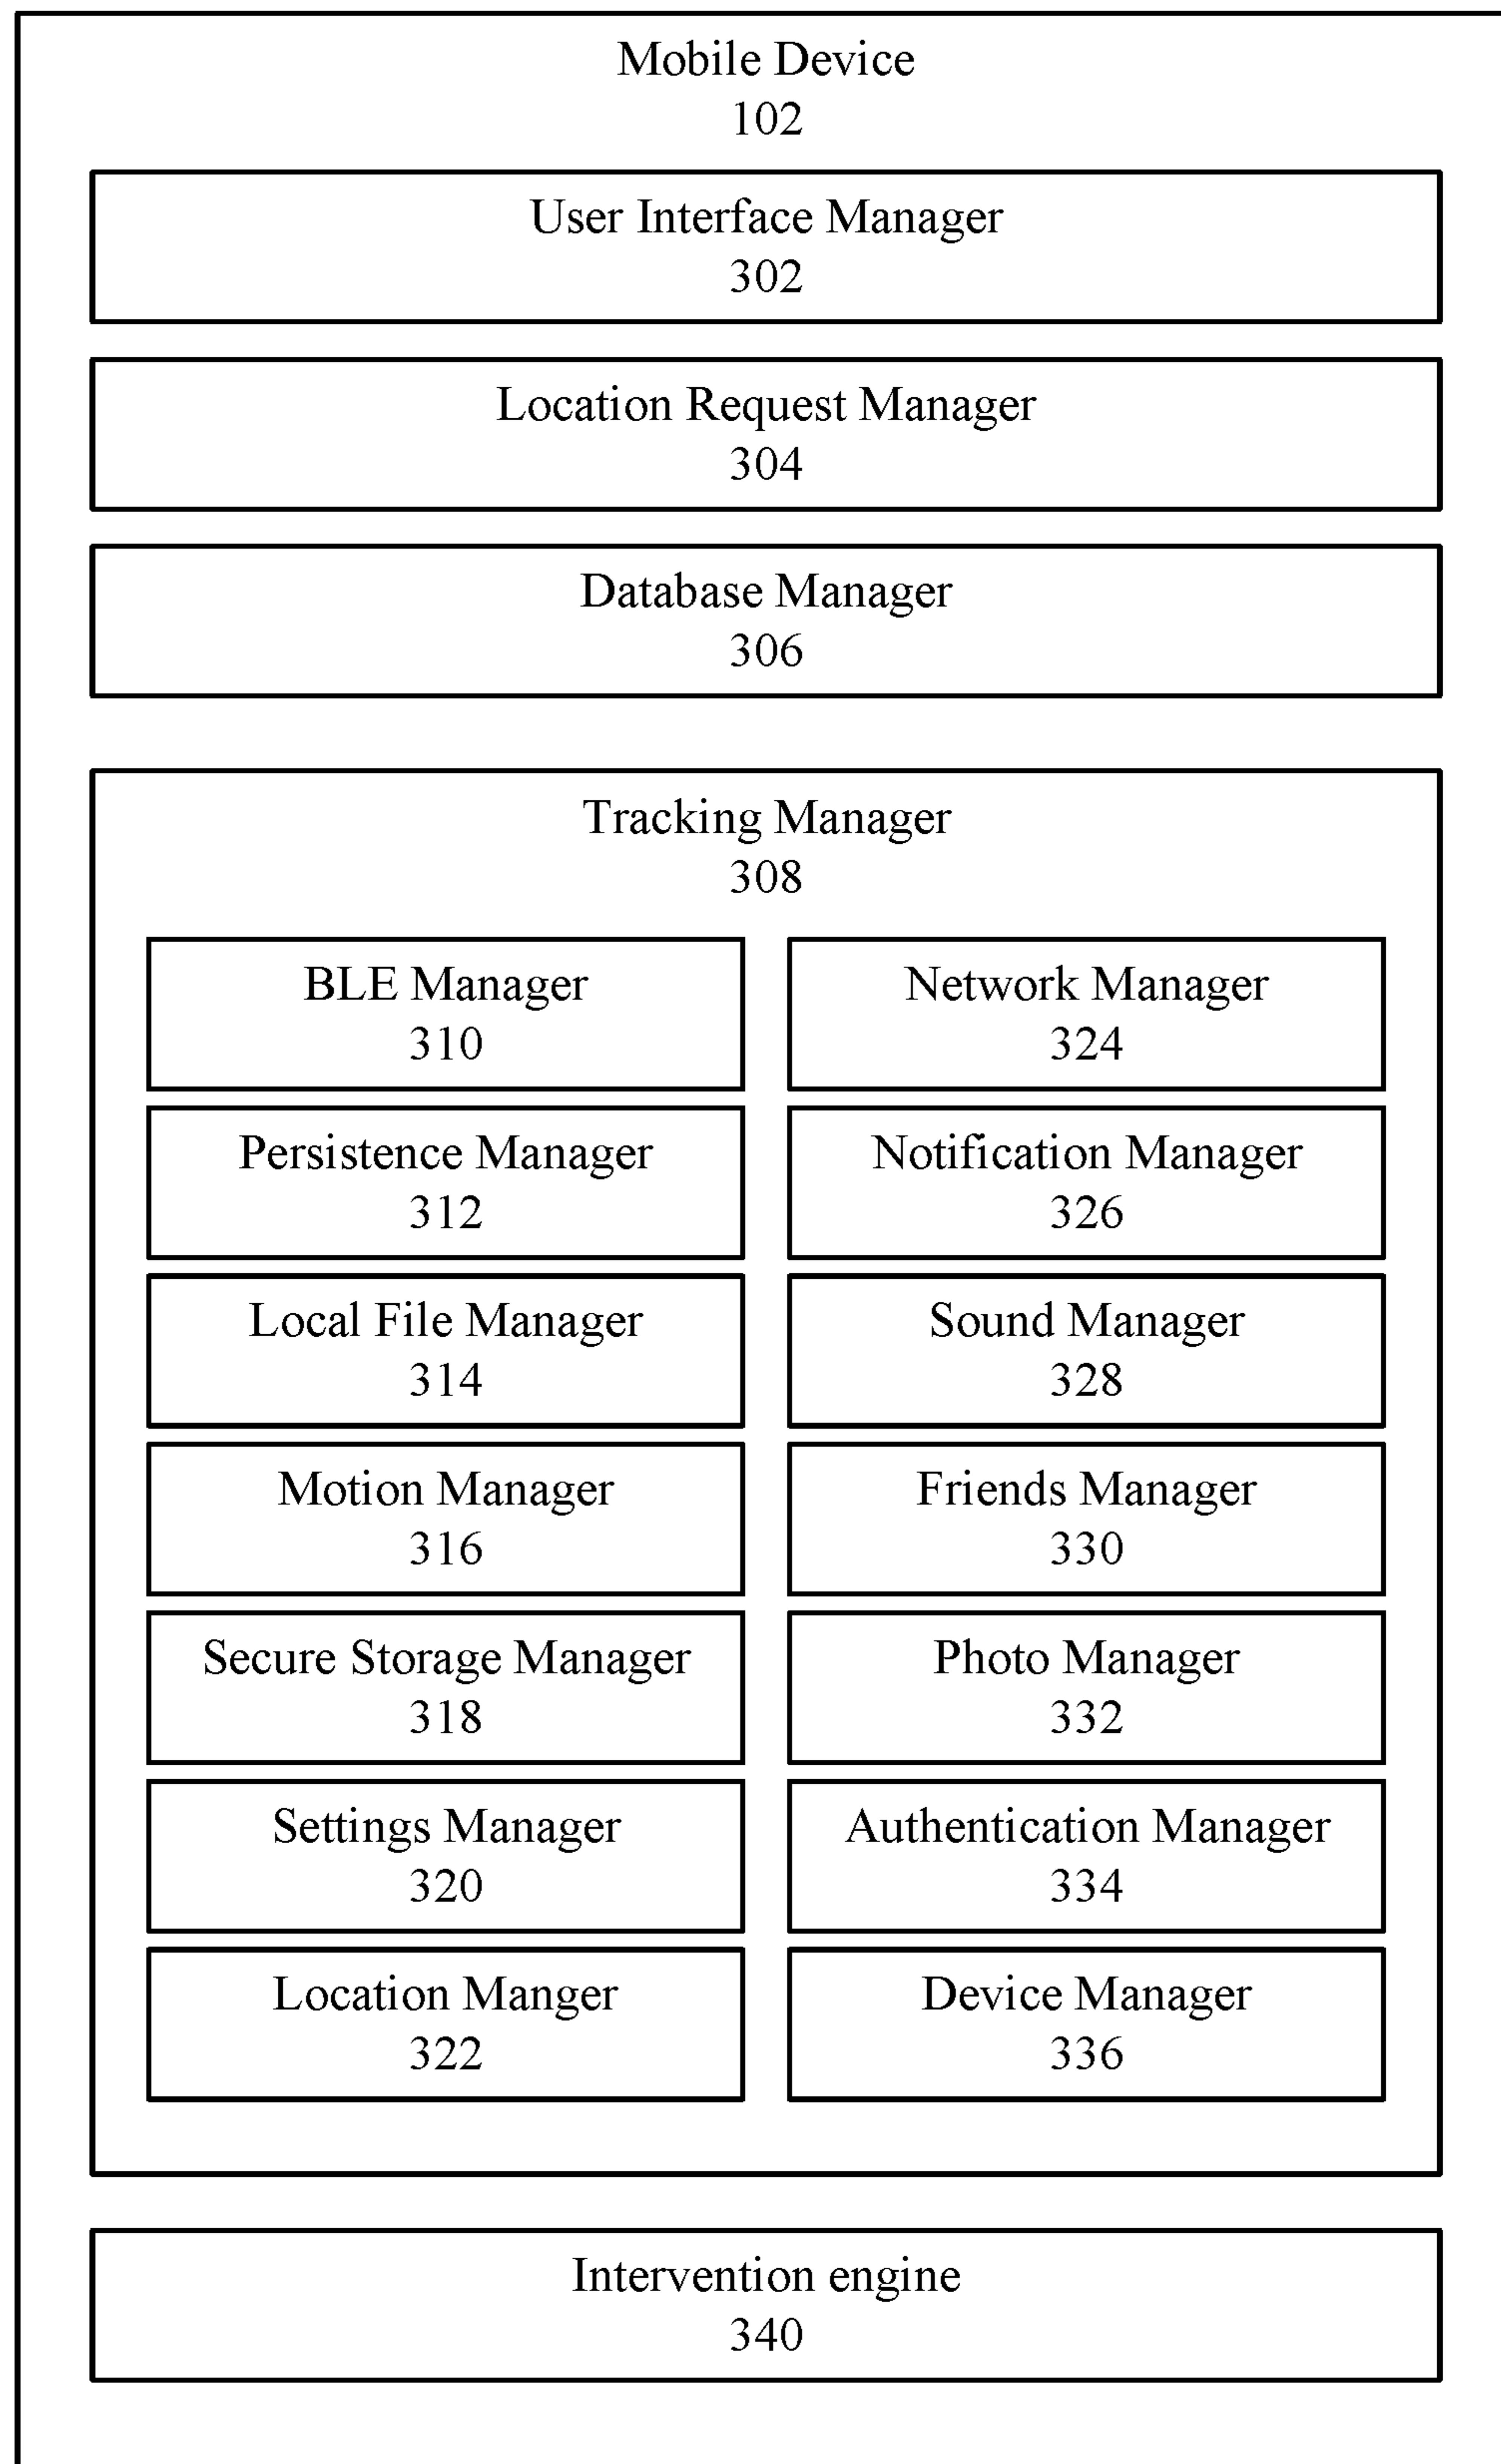 Mobile Device
102
User Interface Manager
302
Location Request Manager
304
Database Manager
306
Tracking Manager
308
BLE Manager
310
Network Manager
324
Persistence Manager
312
Notification Manager
326
Local File Manager
314
Sound Manager
328
Motion Manager
316
Friends Manager
330
Secure Storage Manager
318
Photo Manager
332
Settings Manager
320
Authentication Manager
334
Location Manger
322
Device Manager
336
Intervention engine
340